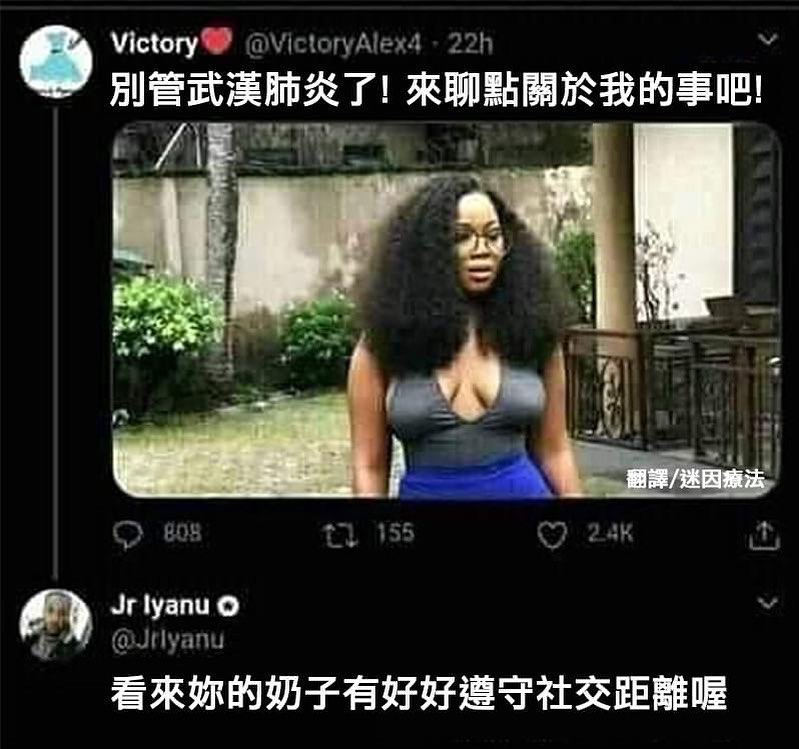 Victory❤️ @VictoryAlex4 · 22h
別管武漢肺炎了! 來聊點關於我的事吧!
翻譯/迷因療法
808 155 2.4K
Jr Iyanu
@JrIyanu
看來妳的奶子有好好遵守社交距離喔